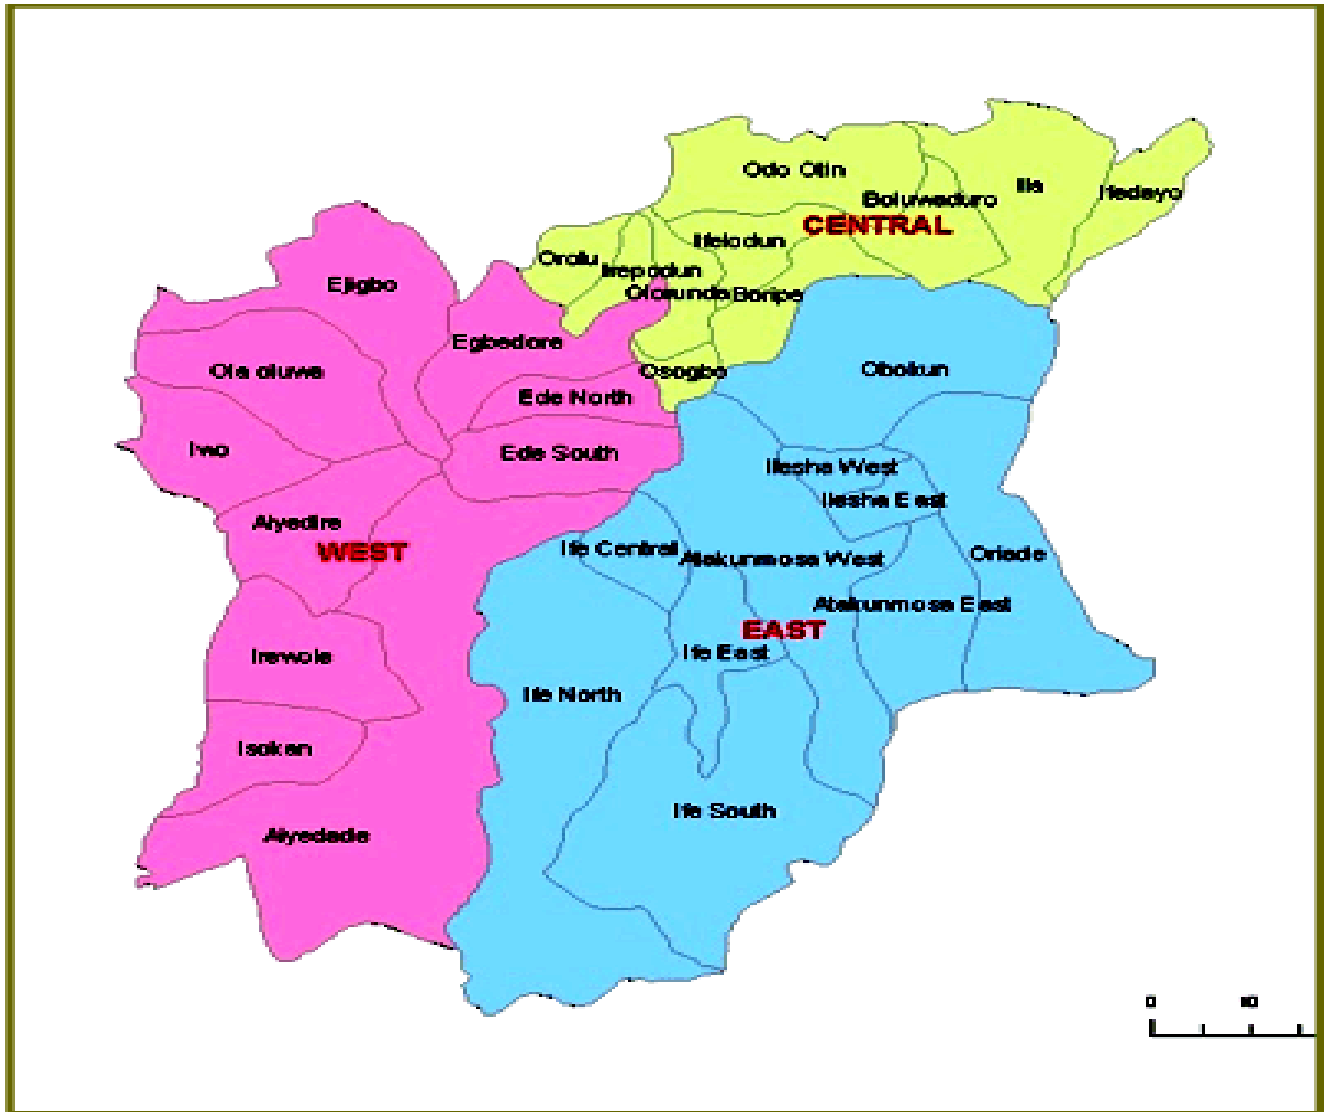 Odo Otin
Ila
Boluwaduro
Ifedayo
CENTRAL
Ifelodun
Orolu
Irepodun
Ejigbo
Olorunda
Boripe
Egbedore
Ola oluwa
Osogbo
Obokun
Ede North
Iwo
Ede South
Ilesha West
Ilesha East
Aiyedire
WEST
Ife Central
Atakunmosa West
Oriade
Atakunmosa East
EAST
Irewole
Ife East
Ife North
Isokan
Ife South
Aiyedade
0
10